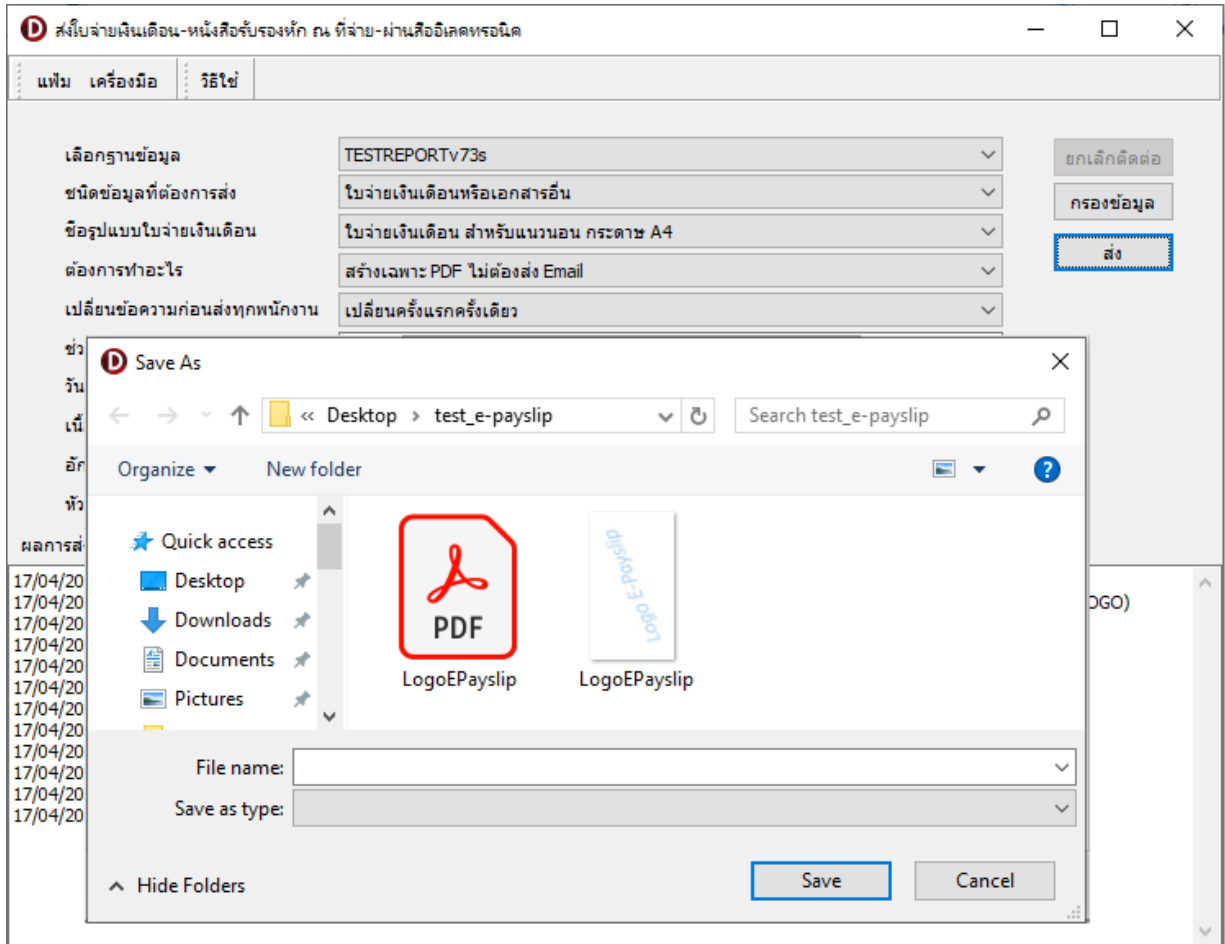 ส่งใบจ่ายเงินเดือน-หนังสือรับรองหัก ณ ที่จ่าย-ผ่านสื่ออิเลคทรอนิค
แฟ้ม เครื่องมือ วิธีใช้
เลือกฐานข้อมูล TESTREPORTv73s ยกเลิกติดต่อ
ชนิดข้อมูลที่ต้องการส่ง ใบจ่ายเงินเดือนหรือเอกสารอื่น กรองข้อมูล
ชื่อรูปแบบใบจ่ายเงินเดือน ใบจ่ายเงินเดือน สำหรับแนวนอน กระดาษ A4 ส่ง
ต้องการทำอะไร สร้างเฉพาะ PDF ไม่ต้องส่ง Email
เปลี่ยนข้อความก่อนส่งทุกพนักงาน เปลี่ยนครั้งแรกครั้งเดียว
ช่ว
Save As
วัน
« Desktop › test_e-payslip Search test_e-payslip
เนื้
อัก
Organize New folder
หัว
ผลการส่
Quick access
Desktop
Downloads
Documents
Pictures
PDF
LogoEPayslip
Logo E-Payslip
LogoEPayslip
17/04/20
17/04/20 OGO)
17/04/20
17/04/20
17/04/20
17/04/20
17/04/20
17/04/20
17/04/20
17/04/20
17/04/20
17/04/20
File name:
Save as type:
Hide Folders Save Cancel